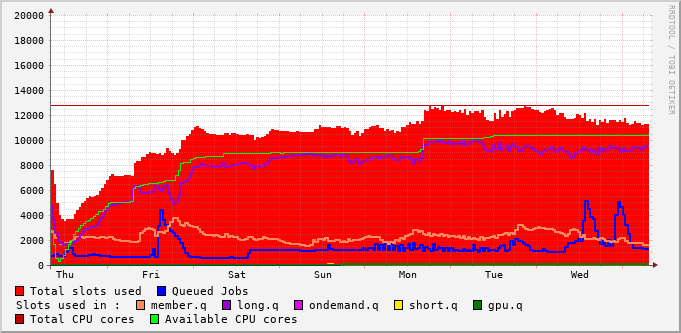 RRDTOOL / TOBI OETIKER
20000
18000
16000
14000
12000
10000
8000
6000
4000
2000
0
Thu Fri Sat Sun Mon Tue Wed
Total slots used Queued Jobs
Slots used in : member.q long.q ondemand.q short.q gpu.q
Total CPU cores Available CPU cores